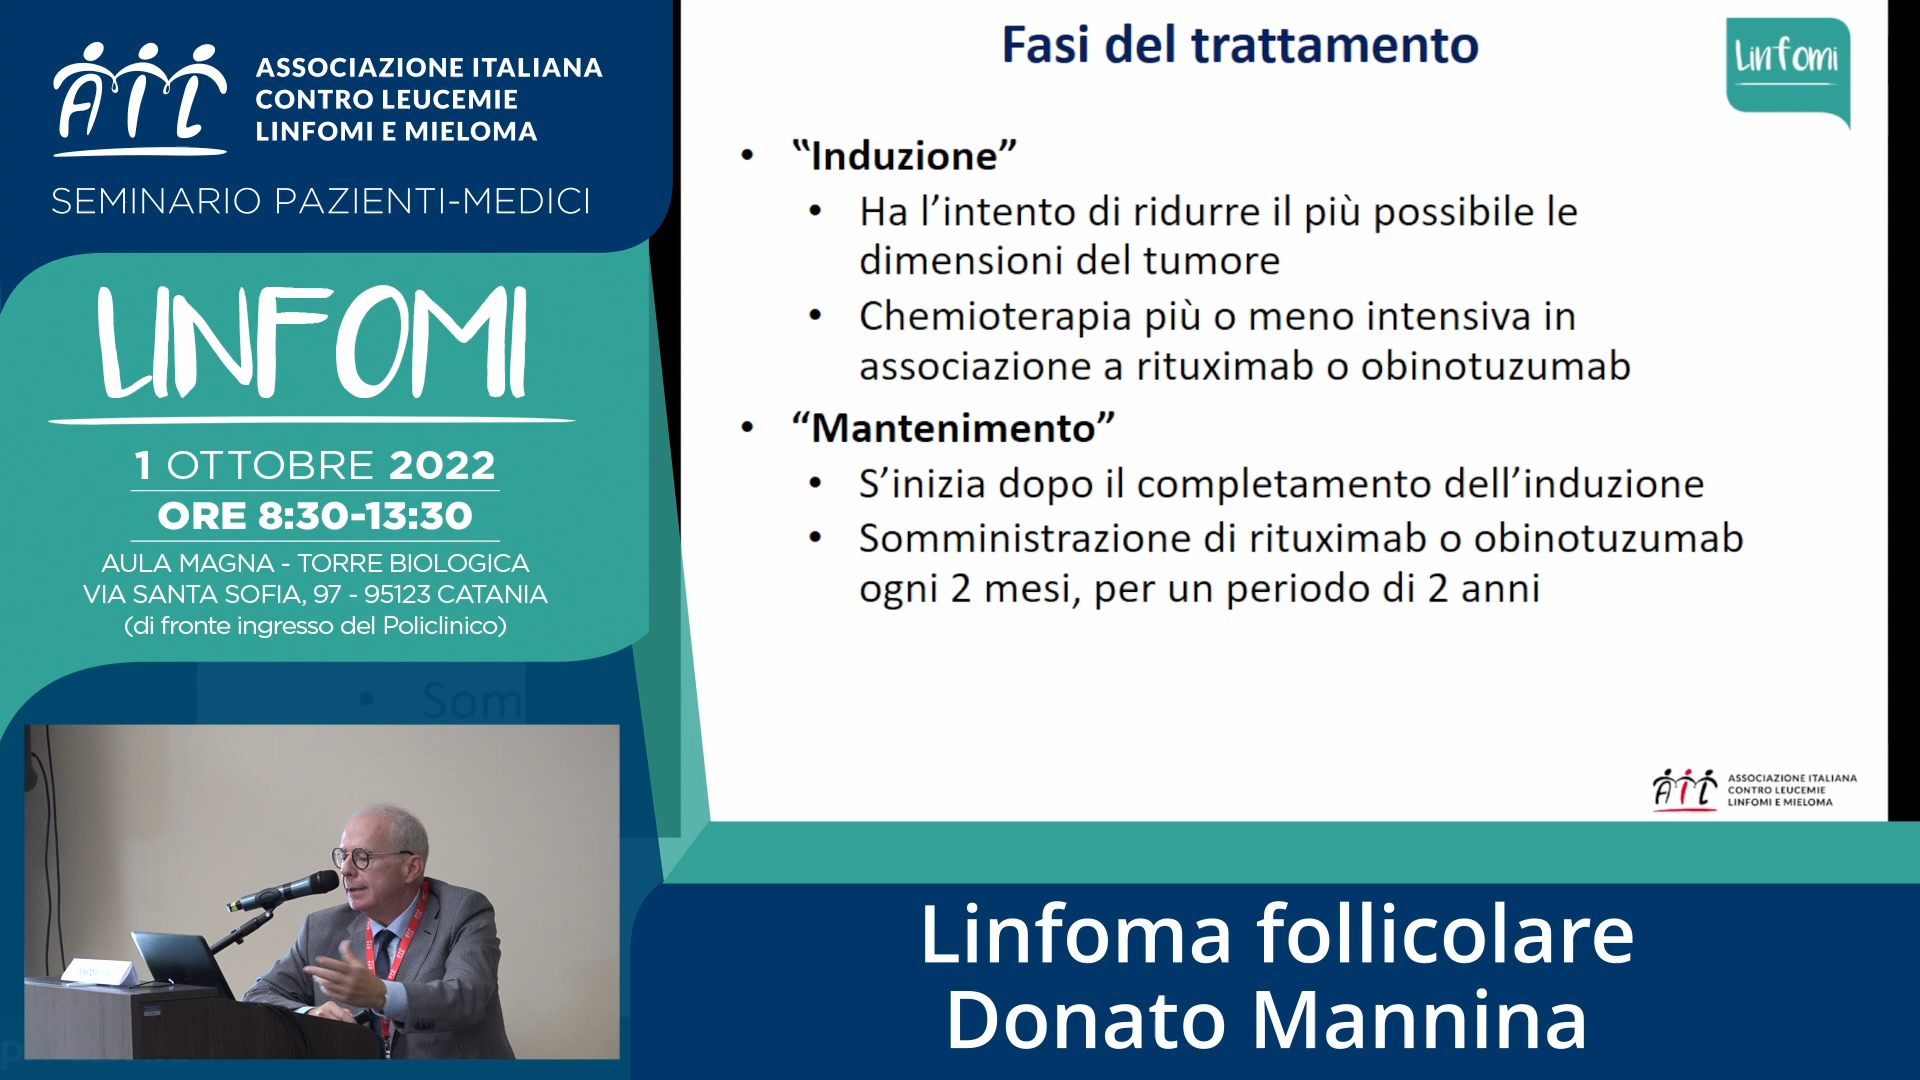 AIL
ASSOCIAZIONE ITALIANA
CONTRO LEUCEMIE
LINFOMI E MIELOMA
SEMINARIO PAZIENTI-MEDICI
LINFOMI
1 OTTOBRE 2022
ORE 8:30-13:30
AULA MAGNA - TORRE BIOLOGICA
VIA SANTA SOFIA, 97 - 95123 CATANIA
(di fronte ingresso del Policlinico)
• Som
Fasi del trattamento
Linfomi
• “Induzione”
• Ha l’intento di ridurre il più possibile le
dimensioni del tumore
• Chemioterapia più o meno intensiva in
associazione a rituximab o obinotuzumab
• “Mantenimento”
• S’inizia dopo il completamento dell’induzione
• Somministrazione di rituximab o obinotuzumab
ogni 2 mesi, per un periodo di 2 anni
AIL
ASSOCIAZIONE ITALIANA
CONTRO LEUCEMIE
LINFOMI E MIELOMA
Linfoma follicolare
Donato Mannina